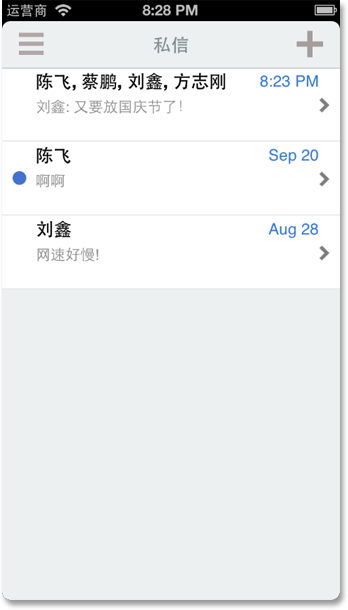 运营商 8:28 PM
私信
陈飞, 蔡鹏, 刘鑫, 方志刚 8:23 PM
刘鑫: 又要放国庆节了!
陈飞 Sep 20
啊啊
刘鑫 Aug 28
网速好慢!